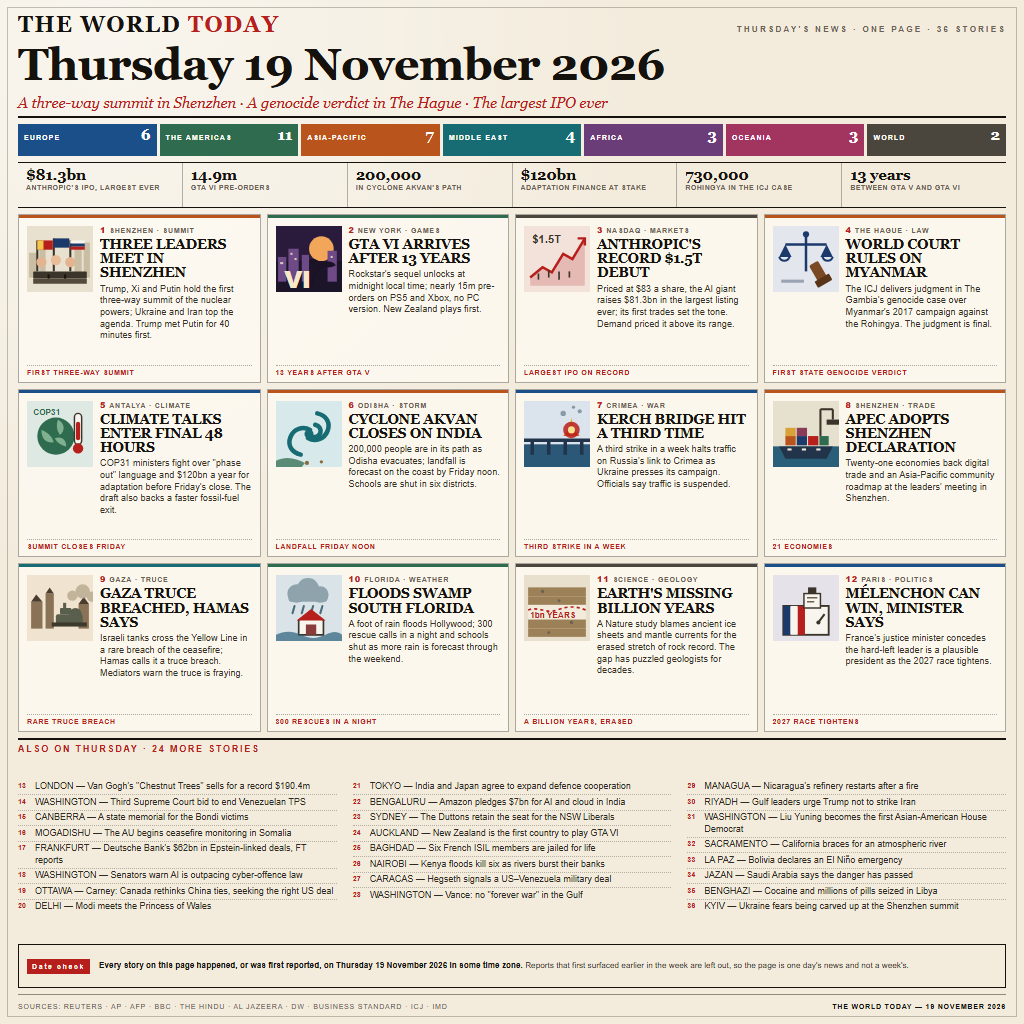 THE WORLD TODAY
THURSDAY'S NEWS · ONE PAGE · 36 STORIES
Thursday 19 November 2026
A three-way summit in Shenzhen · A genocide verdict in The Hague · The largest IPO ever
EUROPE 6
THE AMERICAS 11
ASIA-PACIFIC 7
MIDDLE EAST 4
AFRICA 3
OCEANIA 3
WORLD 2
$81.3bn
ANTHROPIC'S IPO, LARGEST EVER
14.9m
GTA VI PRE-ORDERS
200,000
IN CYCLONE AKVAN'S PATH
$120bn
ADAPTATION FINANCE AT STAKE
730,000
ROHINGYA IN THE ICJ CASE
13 years
BETWEEN GTA V AND GTA VI
1 SHENZHEN · SUMMIT
THREE LEADERS
MEET IN
SHENZHEN
Trump, Xi and Putin hold the first
three-way summit of the nuclear
powers; Ukraine and Iran top the
agenda. Trump met Putin for 40
minutes first.
FIRST THREE-WAY SUMMIT
VI
2 NEW YORK · GAMES
GTA VI ARRIVES
AFTER 13 YEARS
Rockstar's sequel unlocks at
midnight local time; nearly 15m pre-
orders on PS5 and Xbox, no PC
version. New Zealand plays first.
13 YEARS AFTER GTA V
$1.5T
3 NASDAQ · MARKETS
ANTHROPIC'S
RECORD $1.5T
DEBUT
Priced at $83 a share, the AI giant
raises $81.3bn in the largest listing
ever; its first trades set the tone.
Demand priced it above its range.
LARGEST IPO ON RECORD
4 THE HAGUE · LAW
WORLD COURT
RULES ON
MYANMAR
The ICJ delivers judgment in The
Gambia's genocide case over
Myanmar's 2017 campaign against
the Rohingya. The judgment is final.
FIRST STATE GENOCIDE VERDICT
COP31
5 ANTALYA · CLIMATE
CLIMATE TALKS
ENTER FINAL 48
HOURS
COP31 ministers fight over "phase
out" language and $120bn a year for
adaptation before Friday's close. The
draft also backs a faster fossil-fuel
exit.
SUMMIT CLOSES FRIDAY
6 ODISHA · STORM
CYCLONE AKVAN
CLOSES ON INDIA
200,000 people are in its path as
Odisha evacuates; landfall is
forecast on the coast by Friday noon.
Schools are shut in six districts.
LANDFALL FRIDAY NOON
7 CRIMEA · WAR
KERCH BRIDGE HIT
A THIRD TIME
A third strike in a week halts traffic
on Russia's link to Crimea as
Ukraine presses its campaign.
Officials say traffic is suspended.
THIRD STRIKE IN A WEEK
8 SHENZHEN · TRADE
APEC ADOPTS
SHENZHEN
DECLARATION
Twenty-one economies back digital
trade and an Asia-Pacific community
roadmap at the leaders' meeting in
Shenzhen.
21 ECONOMIES
9 GAZA · TRUCE
GAZA TRUCE
BREACHED, HAMAS
SAYS
Israeli tanks cross the Yellow Line in
a rare breach of the ceasefire;
Hamas calls it a truce breach.
Mediators warn the truce is fraying.
RARE TRUCE BREACH
10 FLORIDA · WEATHER
FLOODS SWAMP
SOUTH FLORIDA
A foot of rain floods Hollywood; 300
rescue calls in a night and schools
shut as more rain is forecast through
the weekend.
300 RESCUES IN A NIGHT
1bn YEARS
11 SCIENCE · GEOLOGY
EARTH'S MISSING
BILLION YEARS
A Nature study blames ancient ice
sheets and mantle currents for the
erased stretch of rock record. The
gap has puzzled geologists for
decades.
A BILLION YEARS, ERASED
12 PARIS · POLITICS
MÉLENCHON CAN
WIN, MINISTER
SAYS
France's justice minister concedes
the hard-left leader is a plausible
president as the 2027 race tightens.
2027 RACE TIGHTENS
ALSO ON THURSDAY · 24 MORE STORIES
13 LONDON — Van Gogh's "Chestnut Trees" sells for a record $190.4m
14 WASHINGTON — Third Supreme Court bid to end Venezuelan TPS
15 CANBERRA — A state memorial for the Bondi victims
16 MOGADISHU — The AU begins ceasefire monitoring in Somalia
17 FRANKFURT — Deutsche Bank's $62bn in Epstein-linked deals, FT
reports
18 WASHINGTON — Senators warn AI is outpacing cyber-offence law
19 OTTAWA — Carney: Canada rethinks China ties, seeking the right US deal
20 DELHI — Modi meets the Princess of Wales
21 TOKYO — India and Japan agree to expand defence cooperation
22 BENGALURU — Amazon pledges $7bn for AI and cloud in India
23 SYDNEY — The Duttons retain the seat for the NSW Liberals
24 AUCKLAND — New Zealand is the first country to play GTA VI
25 BAGHDAD — Six French ISIL members are jailed for life
26 NAIROBI — Kenya floods kill six as rivers burst their banks
27 CARACAS — Hegseth signals a US–Venezuela military deal
28 WASHINGTON — Vance: no "forever war" in the Gulf
29 MANAGUA — Nicaragua's refinery restarts after a fire
30 RIYADH — Gulf leaders urge Trump not to strike Iran
31 WASHINGTON — Liu Yuning becomes the first Asian-American House
Democrat
32 SACRAMENTO — California braces for an atmospheric river
33 LA PAZ — Bolivia declares an El Niño emergency
34 JAZAN — Saudi Arabia says the danger has passed
35 BENGHAZI — Cocaine and millions of pills seized in Libya
36 KYIV — Ukraine fears being carved up at the Shenzhen summit
Date check Every story on this page happened, or was first reported, on Thursday 19 November 2026 in some time zone. Reports that first surfaced earlier in the week are left out, so the page is one day's news and not a week's.
SOURCES: REUTERS · AP · AFP · BBC · THE HINDU · AL JAZEERA · DW · BUSINESS STANDARD · ICJ · IMD
THE WORLD TODAY — 19 NOVEMBER 2026